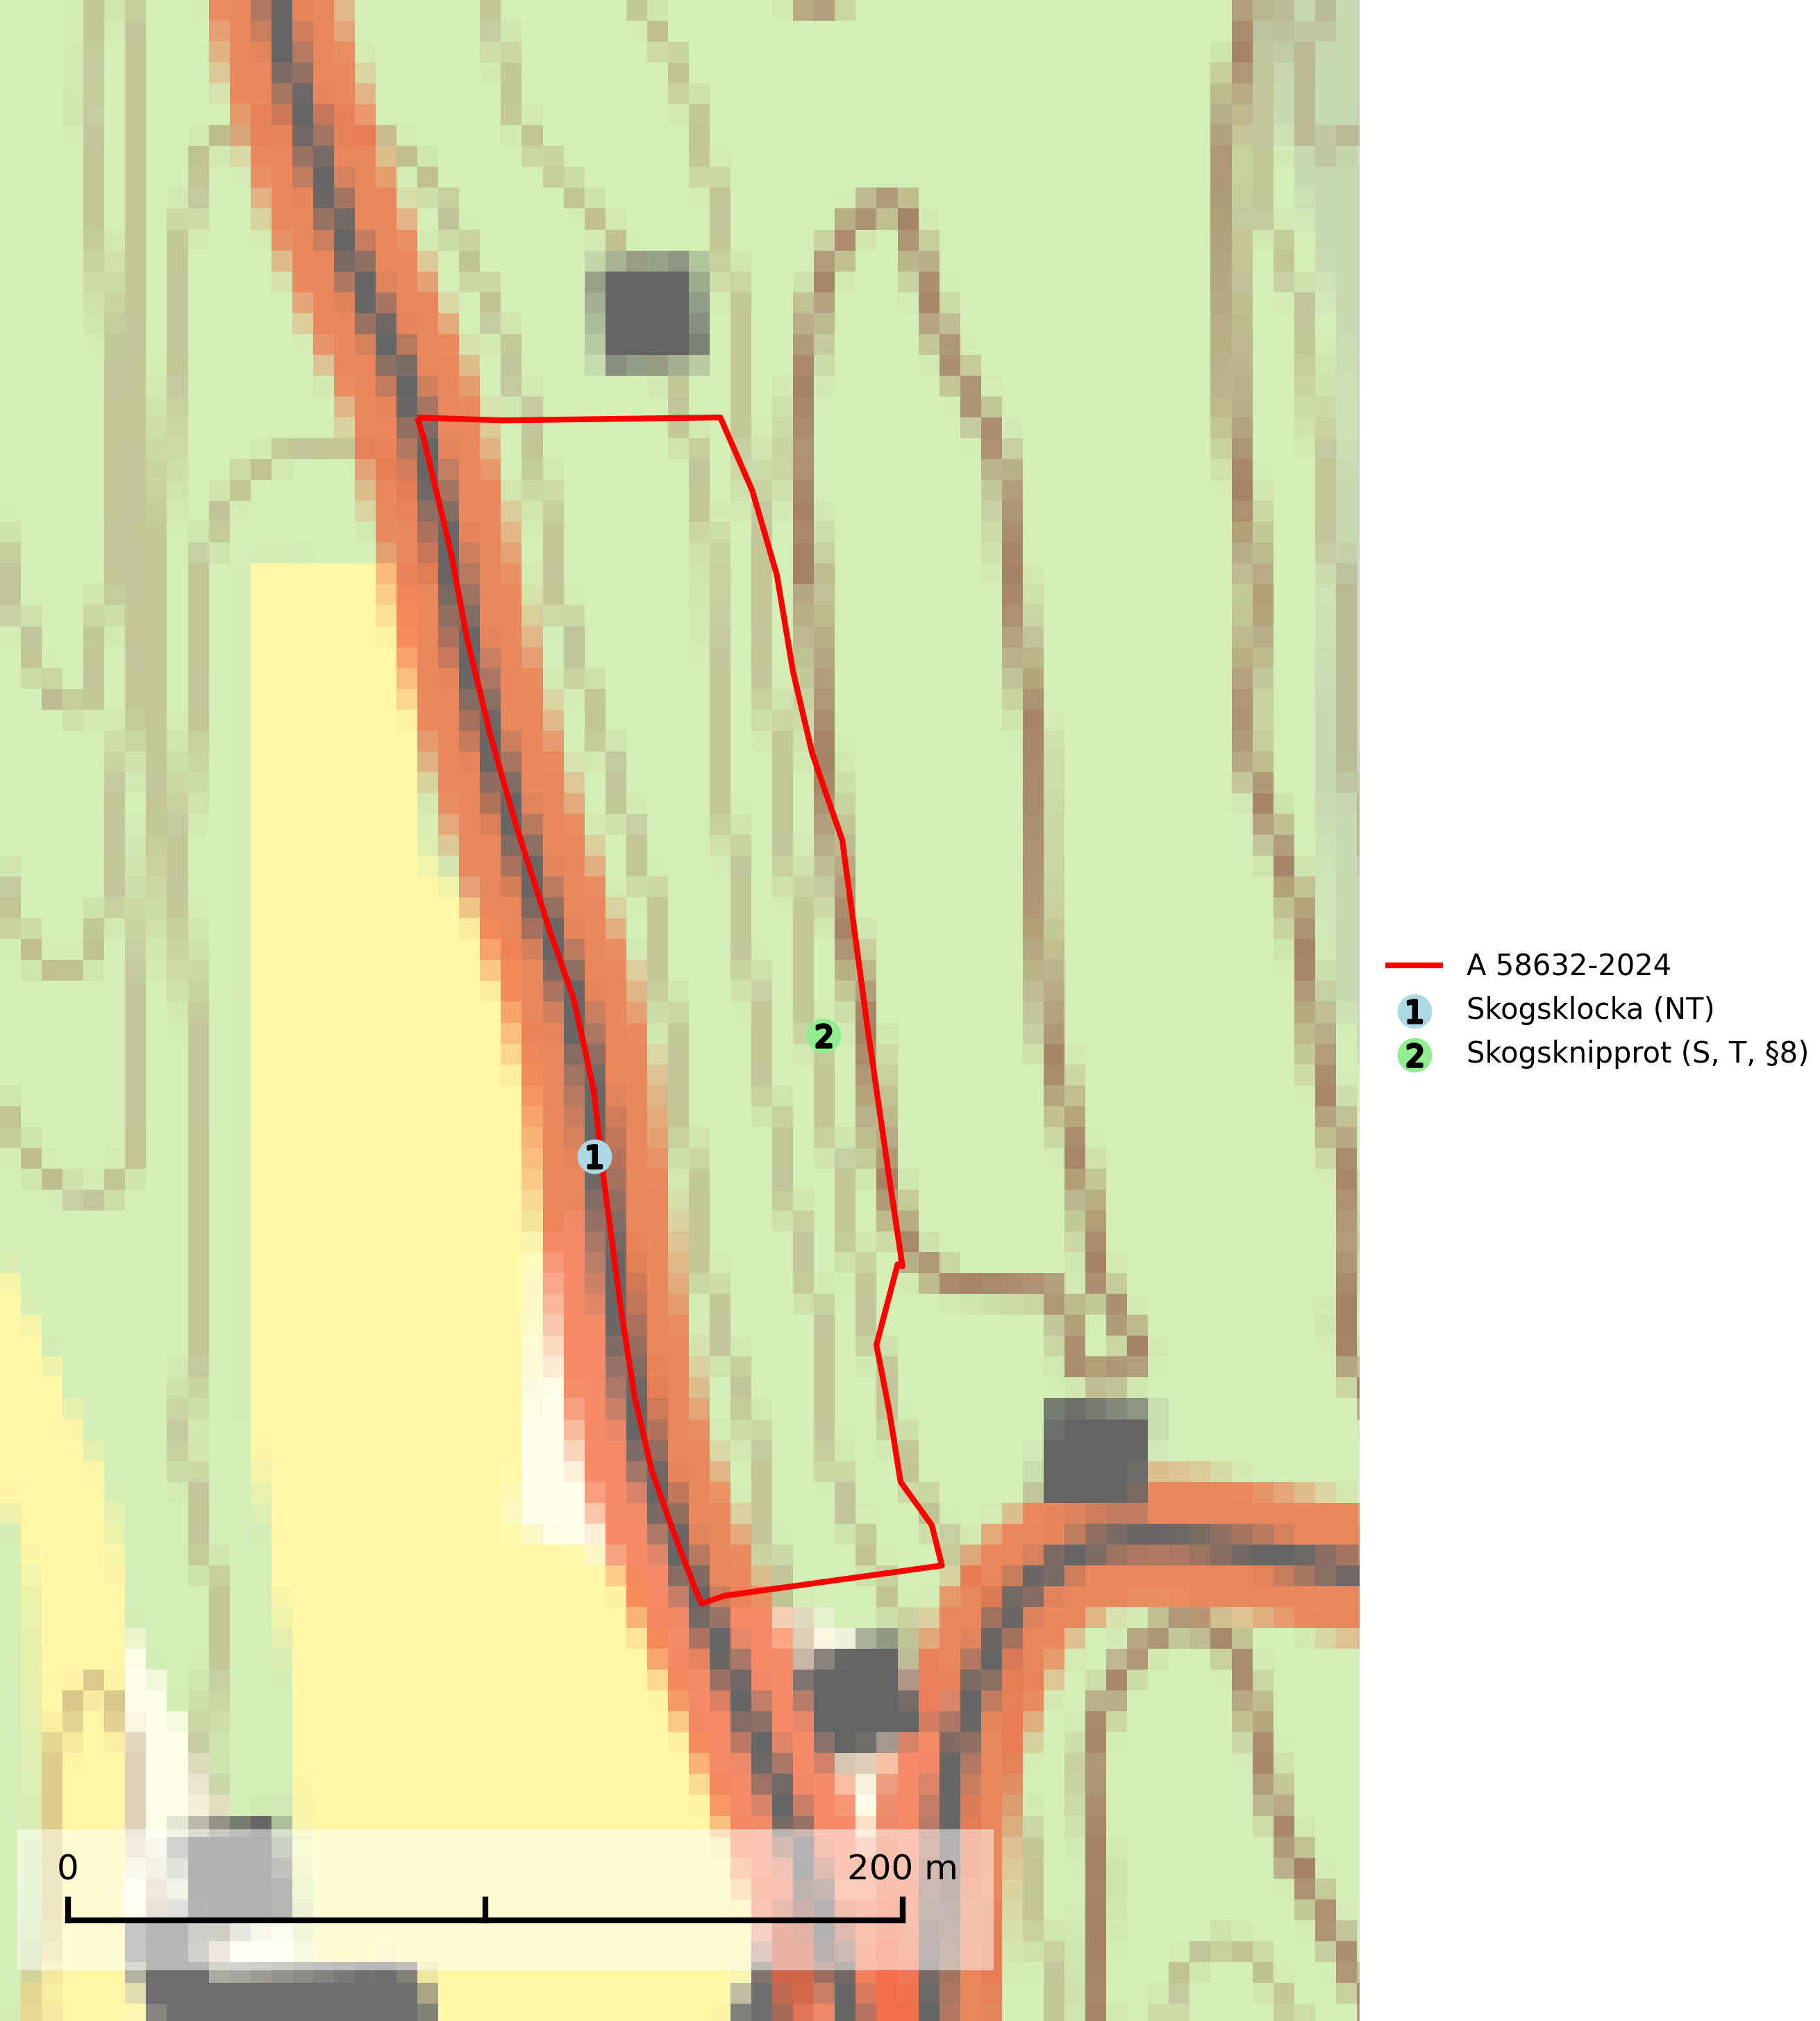 A 58632-2024
1 Skogsklocka (NT)
2 Skogsknipprot (S, T, §8)
2
1
0 200 m